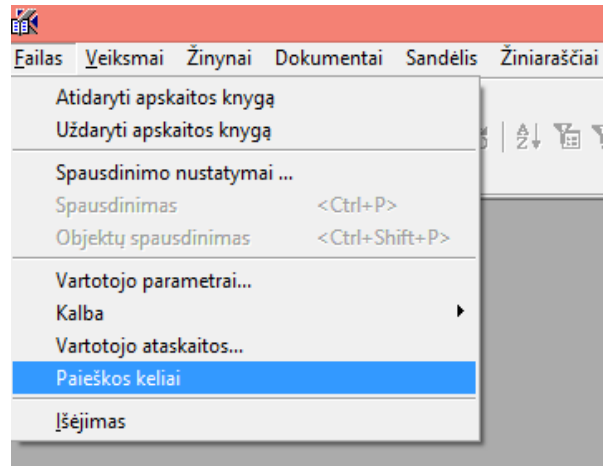 Failas Veiksmai Žinynai Dokumentai Sandėlis Žiniaraščiai
Atidaryti apskaitos knygą
Uždaryti apskaitos knygą
Spausdinimo nustatymai ...
Spausdinimas <Ctrl+P>
Objektų spausdinimas <Ctrl+Shift+P>
Vartotojo parametrai...
Kalba
Vartotojo ataskaitos...
Paieškos keliai
Įšėjimas